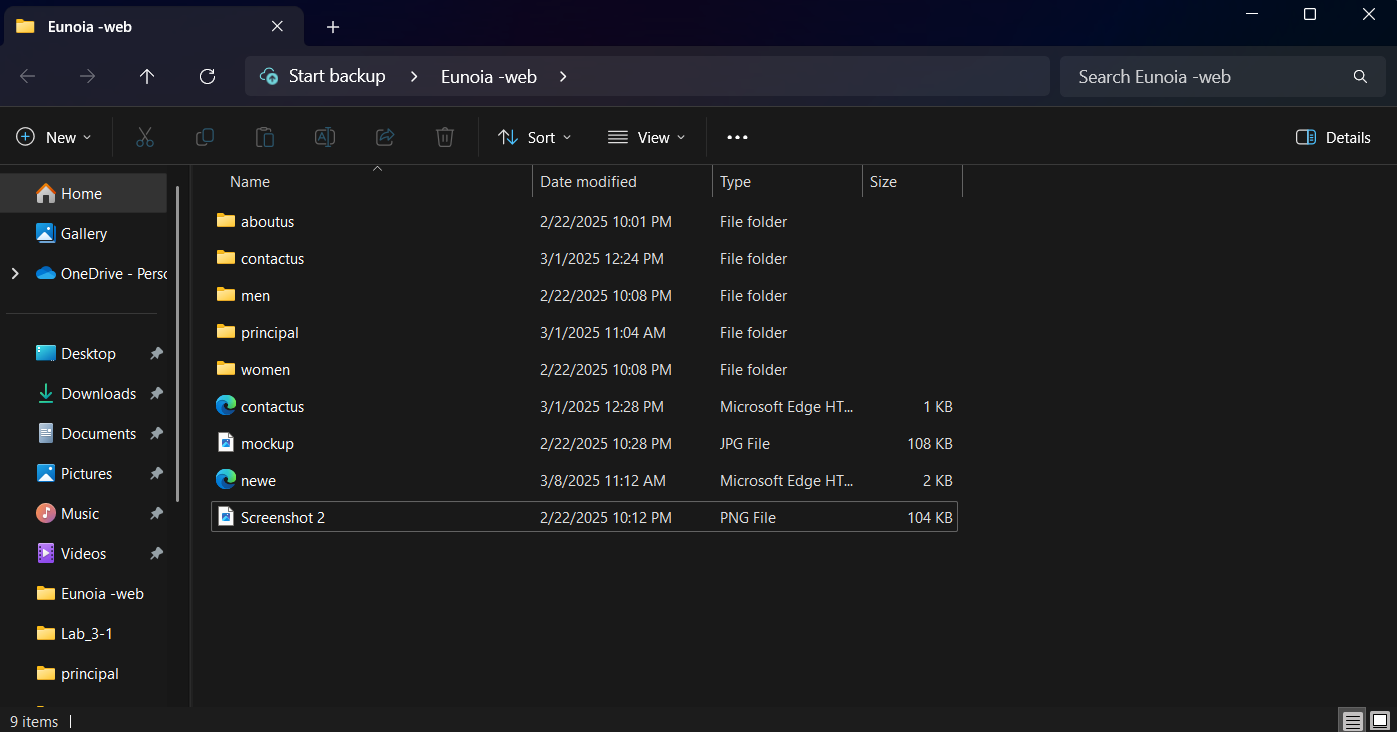 Eunoia -web
Start backup Eunoia -web Search Eunoia -web
New Sort View Details
Name Date modified Type Size
Home
Gallery
OneDrive - Persc
Desktop
Downloads
Documents
Pictures
Music
Videos
Eunoia -web
Lab_3-1
principal
aboutus 2/22/2025 10:01 PM File folder
contactus 3/1/2025 12:24 PM File folder
men 2/22/2025 10:08 PM File folder
principal 3/1/2025 11:04 AM File folder
women 2/22/2025 10:08 PM File folder
contactus 3/1/2025 12:28 PM Microsoft Edge HT... 1 KB
mockup 2/22/2025 10:28 PM JPG File 108 KB
newe 3/8/2025 11:12 AM Microsoft Edge HT... 2 KB
Screenshot 2 2/22/2025 10:12 PM PNG File 104 KB
9 items